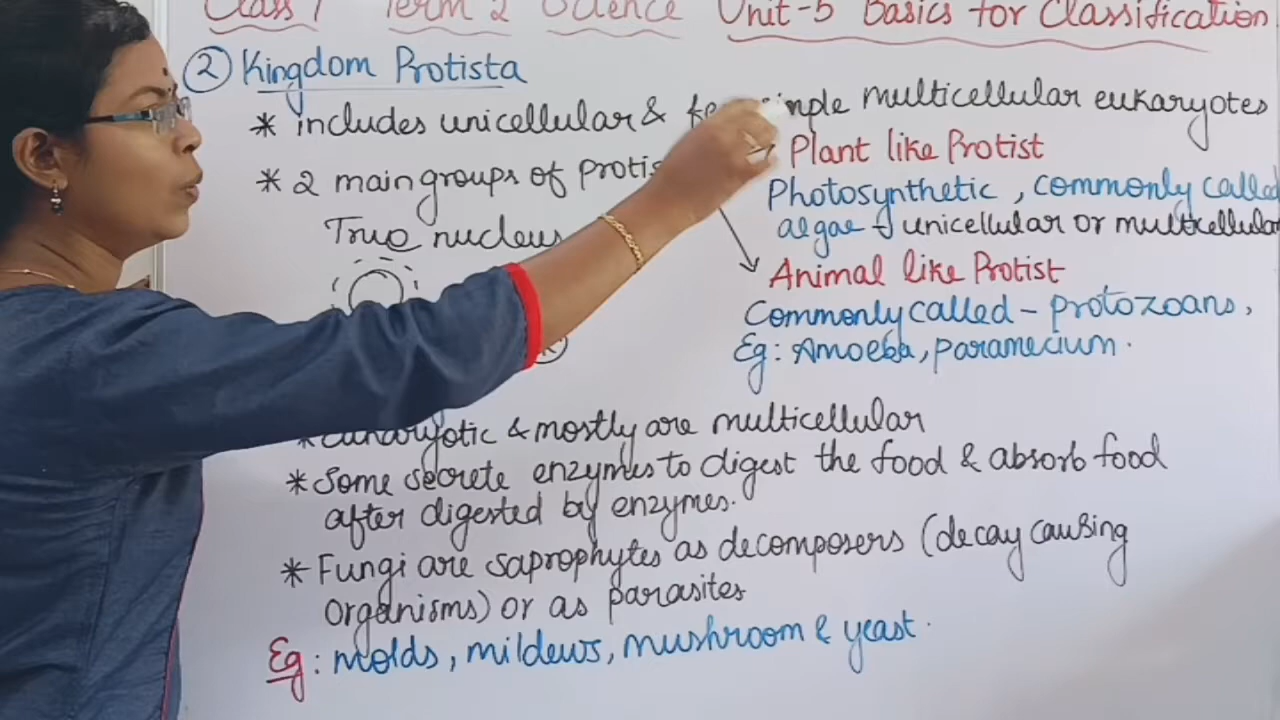 Class 7 Term 2 Science Unit-5 Basics for Classification
② Kingdom Protista
* includes unicellular & simple multicellular eukaryotes
* 2 main groups of
Plant like Protist
Photosynthetic, commonly called
algae → unicellular or multicellular
True nucleus
Animal like Protist
Commonly called - protozoans,
Eg: Amoeba, paramecium.
* Eukaryotic & mostly are multicellular
* Some secrete enzymes to digest the food & absorb food
after digested by enzymes.
* Fungi are saprophytes as decomposers (decay causing
organisms) or as parasites
Eg: molds, mildews, mushroom & yeast.